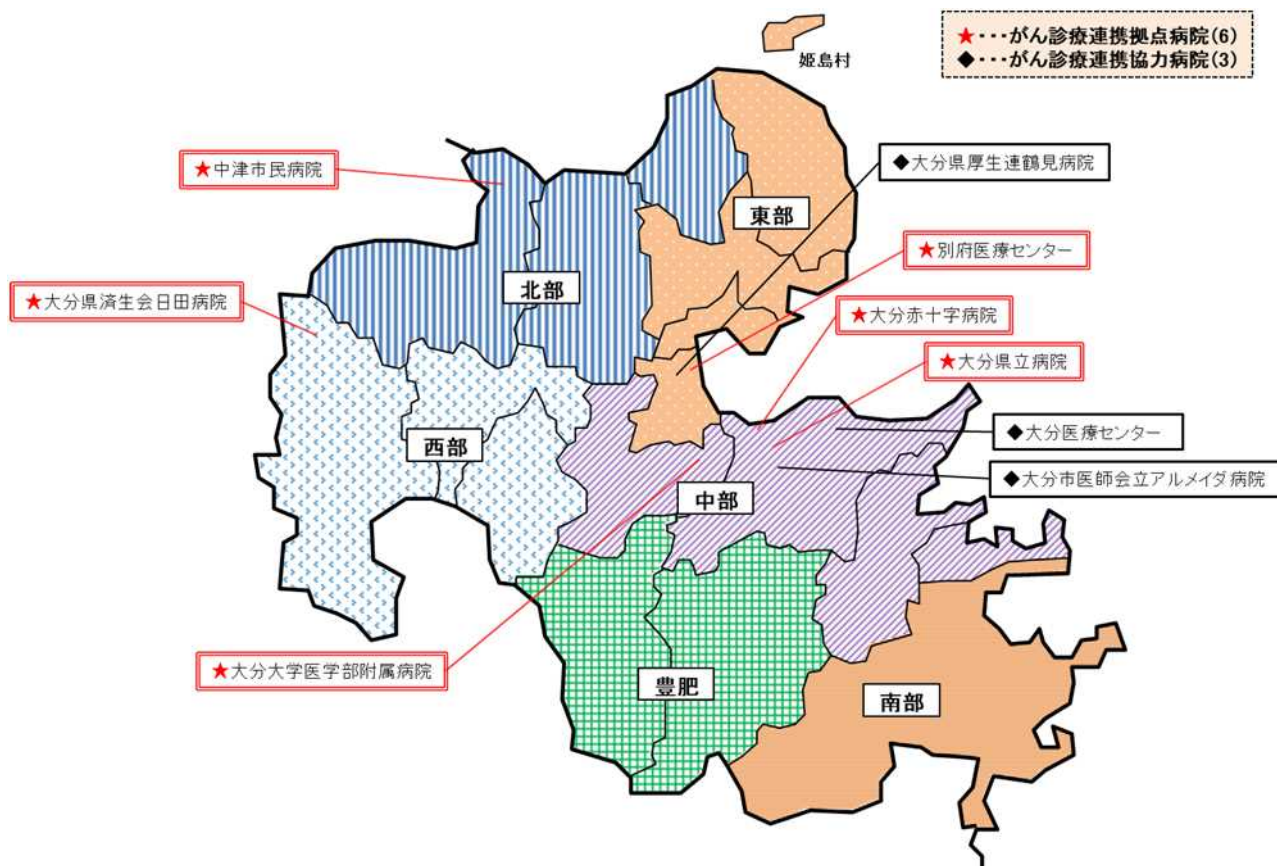 ★・・・がん診療連携拠点病院(6)
◆・・・がん診療連携協力病院(3)
姫島村
★中津市民病院
◆大分県厚生連鶴見病院
東部
★別府医療センター
北部
★大分県済生会日田病院
★大分赤十字病院
★大分県立病院
西部
◆大分医療センター
◆大分市医師会立アルメイダ病院
中部
★大分大学医学部附属病院
豊肥
南部